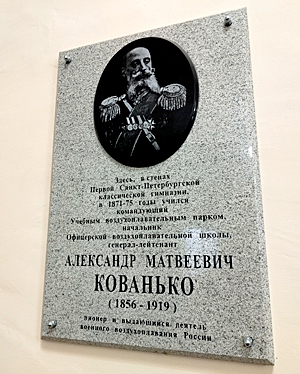 Здесь, в стенах
Первой Санкт-Петербургской
классической гимназии,
в 1871-75 годы учился
командующий
Учебным воздухоплавательным парком,
начальник
Офицерской воздухоплавательной школы,
генерал-лейтенант
АЛЕКСАНДР МАТВЕЕВИЧ
КОВАНЬКО
(1856 - 1919)
пионер и выдающийся деятель
военного воздухоплавания России